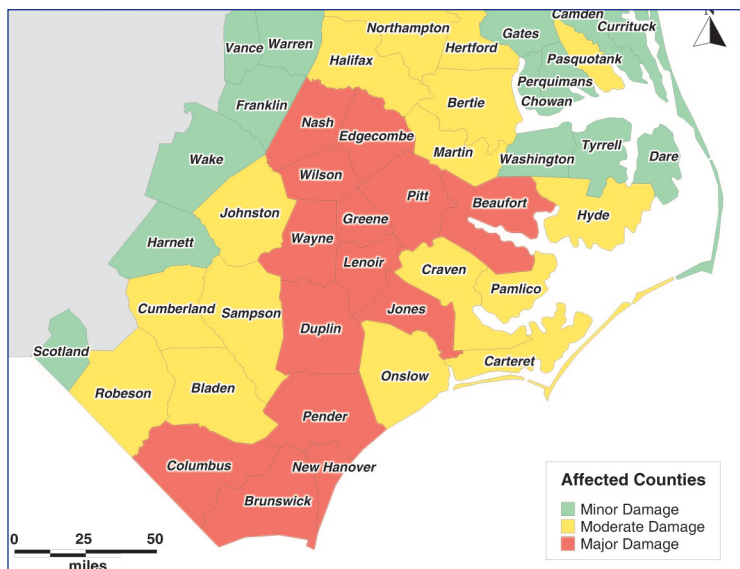 Camden
N
Northampton
Gates
Currituck
Vance
Warren
Hertford
Halifax
Pasquotank
Perquimans
Bertie
Chowan
Franklin
Nash
Edgecombe
Martin
Tyrrell
Wake
Washington
Dare
Wilson
Pitt
Beaufort
Johnston
Greene
Hyde
Wayne
Harnett
Lenoir
Craven
Pamlico
Cumberland
Sampson
Jones
Duplin
Scotland
Carteret
Onslow
Robeson
Bladen
Pender
Columbus
New Hanover
Brunswick
Affected Counties
Minor Damage
Moderate Damage
Major Damage
0 25 50
miles